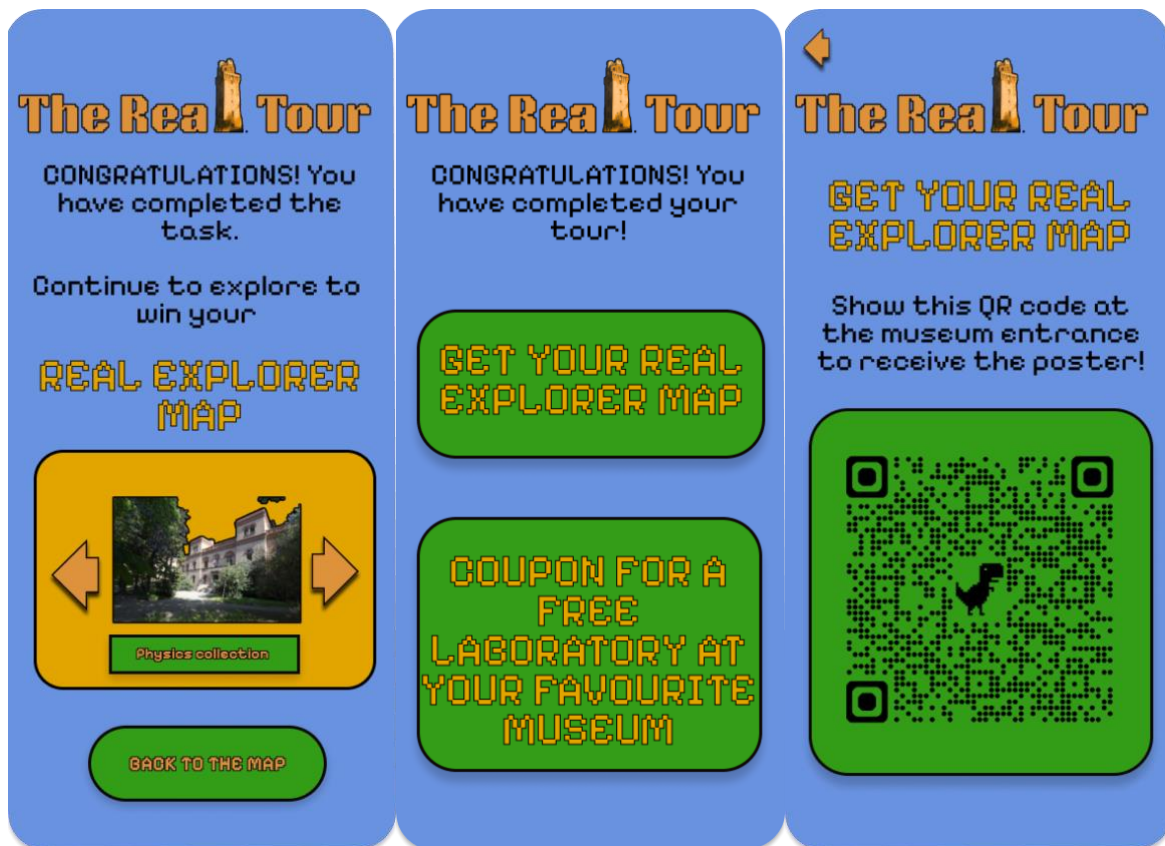 The Real Tour
CONGRATULATIONS! You
have completed the
task.
Continue to explore to
win your
REAL EXPLORER
MAP
Physics collection
BACK TO THE MAP
The Real Tour
CONGRATULATIONS! You
have completed your
tour!
GET YOUR REAL
EXPLORER MAP
COUPON FOR A
FREE
LABORATORY AT
YOUR FAVOURITE
MUSEUM
The Real Tour
GET YOUR REAL
EXPLORER MAP
Show this QR code at
the museum entrance
to receive the poster!